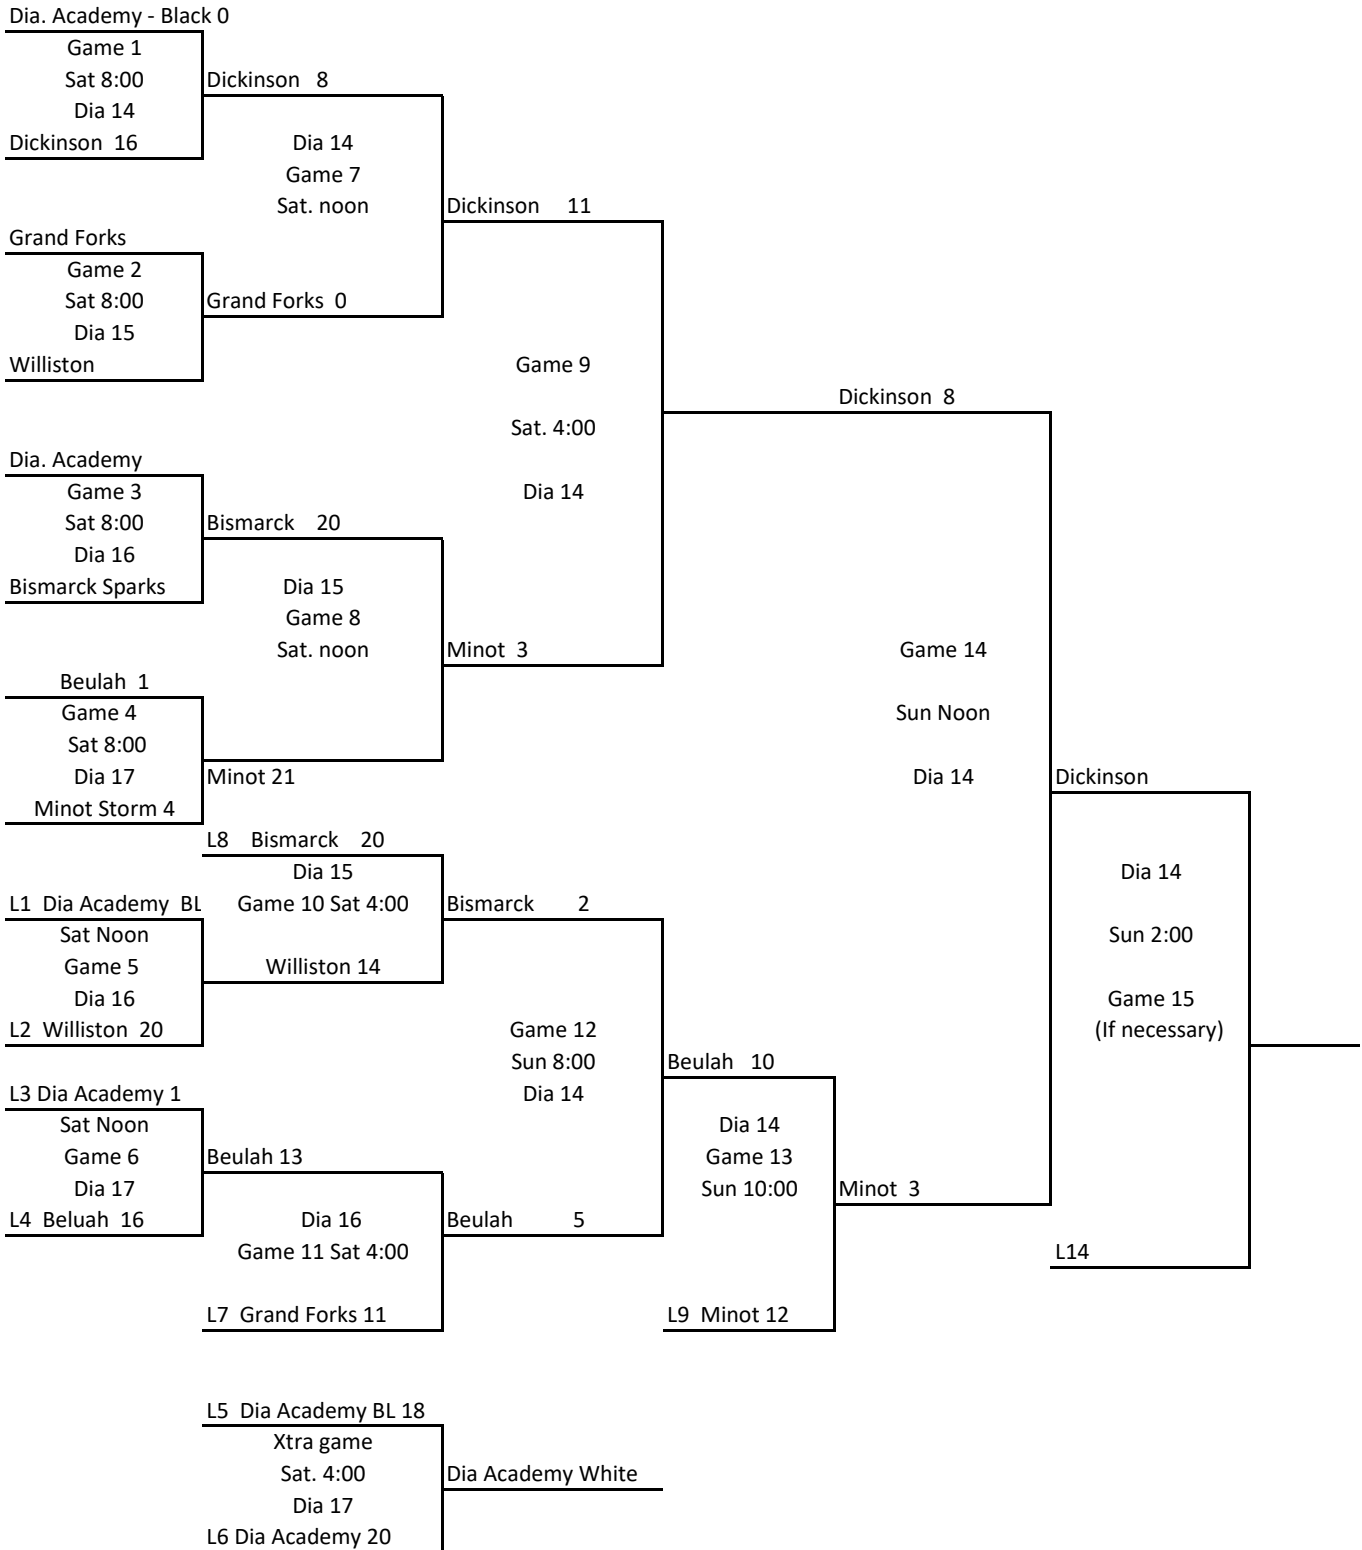 Dia. Academy - Black 0
Game 1
Sat 8:00
Dia 14
Dickinson 16
Dickinson 8
Dia 14
Game 7
Sat. noon
Grand Forks
Game 2
Sat 8:00
Dia 15
Williston
Grand Forks 0
Dickinson 11
Game 9
Sat. 4:00
Dia 14
Dia. Academy
Game 3
Sat 8:00
Dia 16
Bismarck Sparks
Bismarck 20
Dia 15
Game 8
Sat. noon
Minot 3
Beulah 1
Game 4
Sat 8:00
Dia 17
Minot Storm 4
Minot 21
Dickinson 8
Game 14
Sun Noon
Dia 14
Dickinson
L8 Bismarck 20
Dia 15
Game 10 Sat 4:00
L1 Dia Academy BL
Sat Noon
Game 5
Dia 16
L2 Williston 20
Williston 14
Bismarck 2
Game 12
Sun 8:00
Dia 14
L3 Dia Academy 1
Sat Noon
Game 6
Dia 17
L4 Beluah 16
Beulah 13
Dia 16
Game 11 Sat 4:00
L7 Grand Forks 11
Beulah 5
Beulah 10
Dia 14
Game 13
Sun 10:00
L9 Minot 12
Minot 3
Dia 14
Sun 2:00
Game 15
(If necessary)
L14
L5 Dia Academy BL 18
Xtra game
Sat. 4:00
Dia 17
L6 Dia Academy 20
Dia Academy White